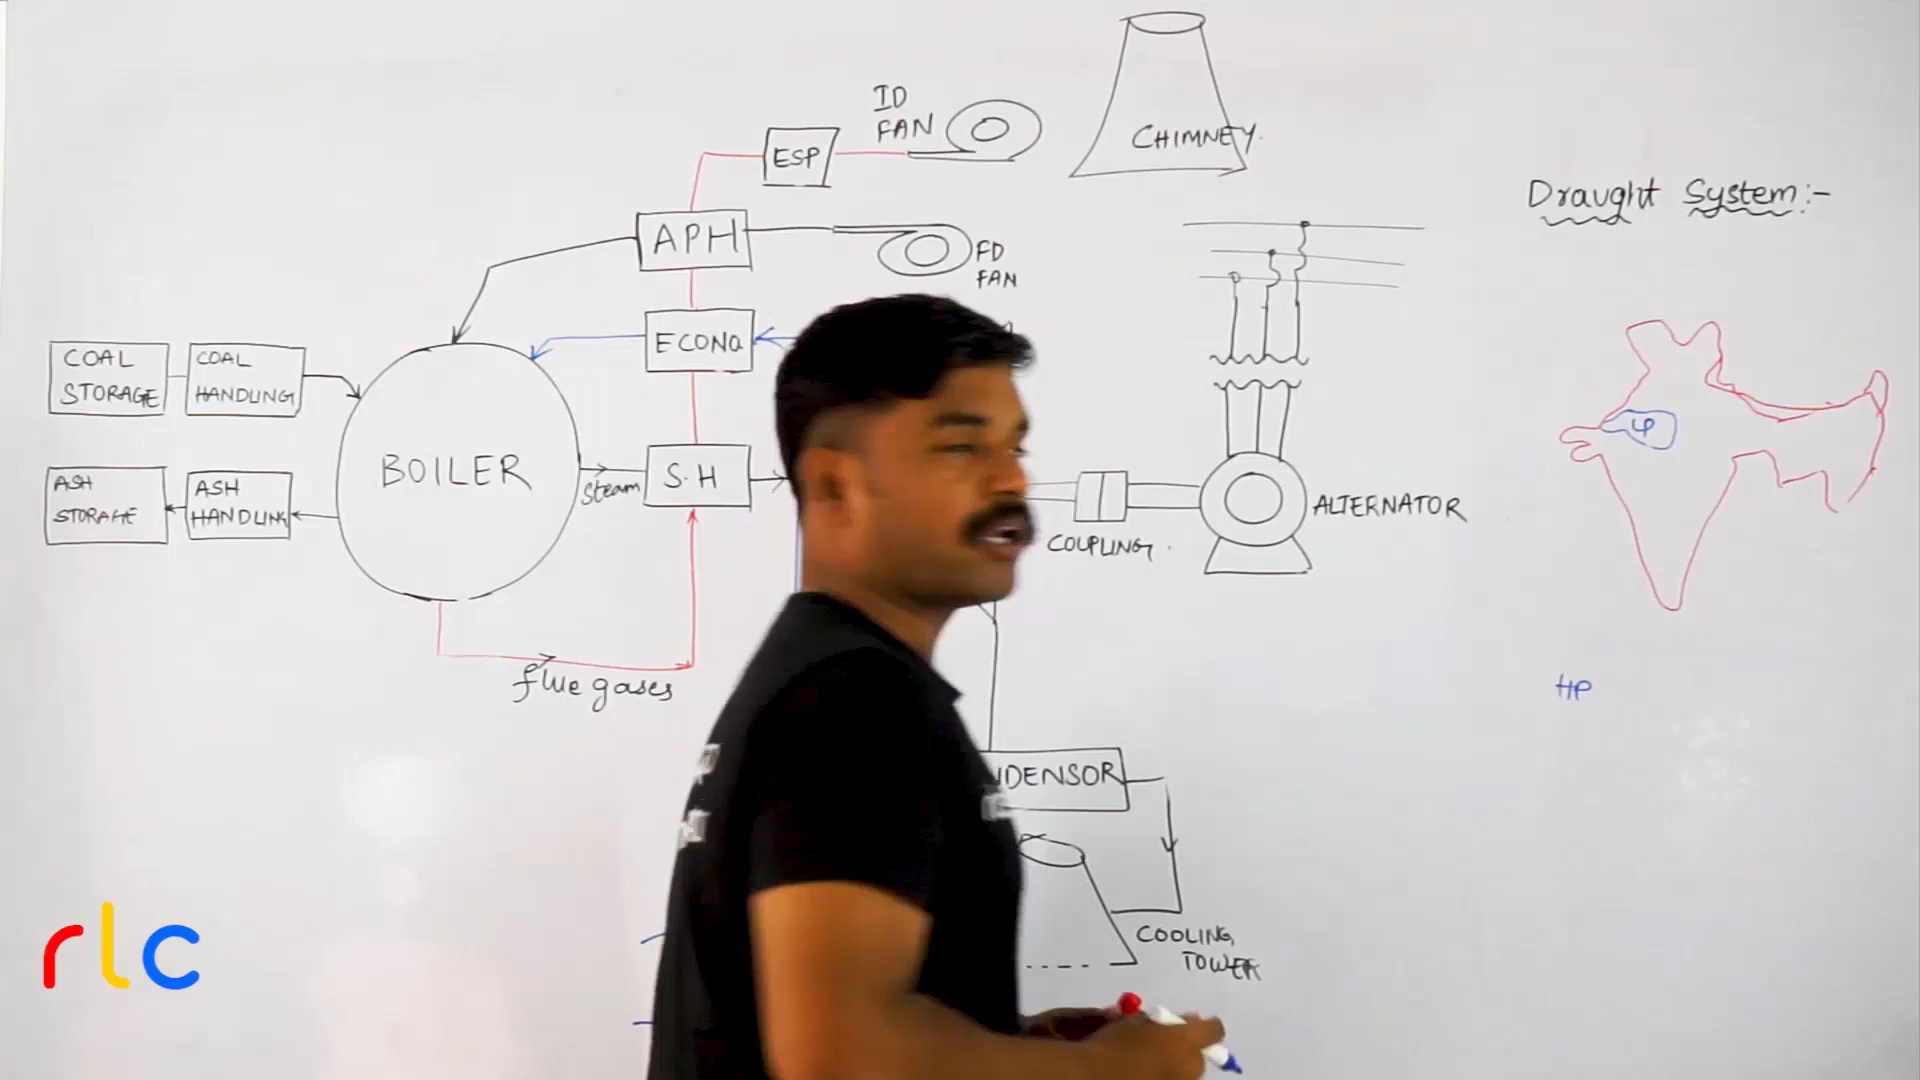 ID
FAN
CHIMNEY.
ESP
Draught System:-
APH
FD
FAN
ECONO
COAL
STORAGE
COAL
HANDLING
LP
BOILER
S.H
steam
ASH
STORAGE
ASH
HANDLING
ALTERNATOR
COUPLING
flue gases
HP
NDENSOR
COOLING
TOWER
rlc